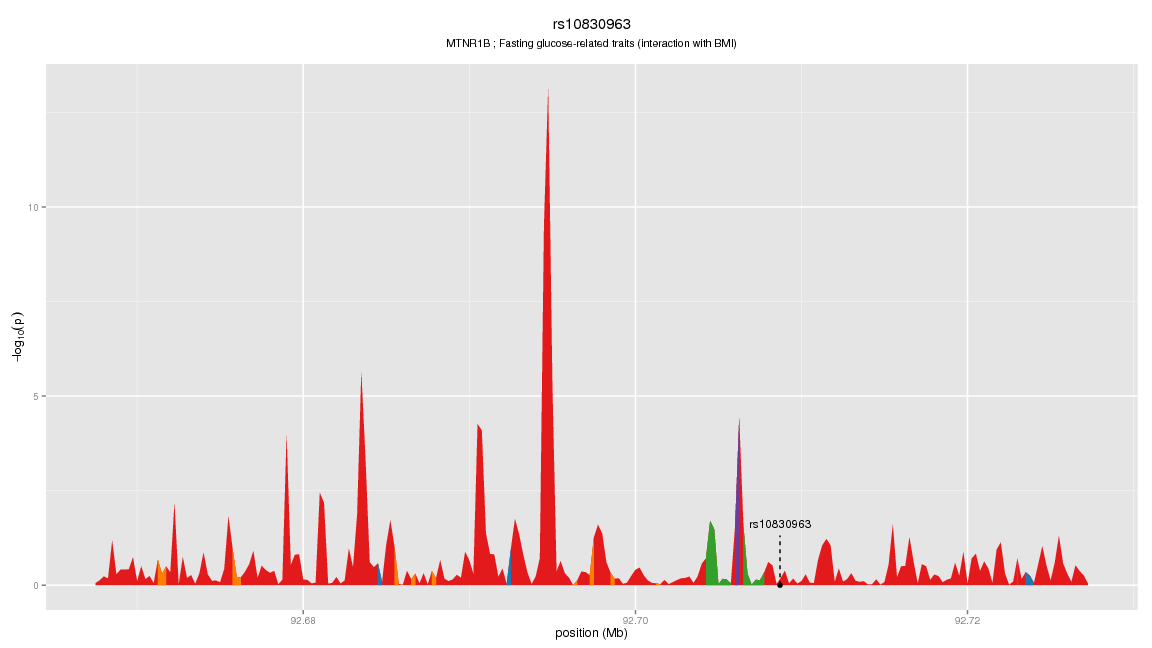 rs10830963
MTNR1B ; Fasting glucose-related traits (interaction with BMI)
−log10(p)
10
5
0
rs10830963
92.68
92.70
92.72
position (Mb)